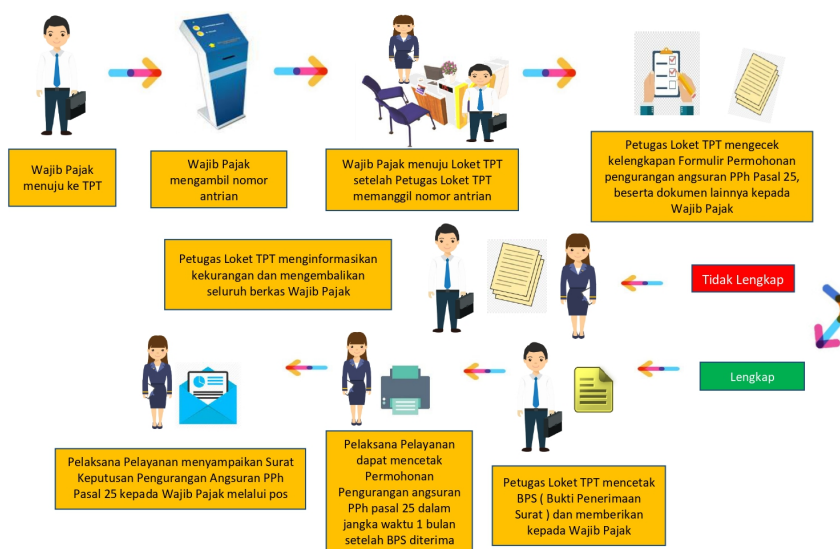 Wajib Pajak
menuju ke TPT
Wajib Pajak
mengambil nomor
antrian
Wajib Pajak menuju Loket TPT
setelah Petugas Loket TPT
memanggil nomor antrian
Petugas Loket TPT mengecek
kelengkapan Formulir Permohonan
pengurangan angsuran PPh Pasal 25,
beserta dokumen lainnya kepada
Wajib Pajak
Petugas Loket TPT menginformasikan
kekurangan dan mengembalikan
seluruh berkas Wajib Pajak
Tidak Lengkap
Lengkap
Pelaksana Pelayanan menyampaikan Surat
Keputusan Pengurangan Angsuran PPh
Pasal 25 kepada Wajib Pajak melalui pos
Pelaksana Pelayanan
dapat mencetak
Permohonan
Pengurangan angsuran
PPh pasal 25 dalam
jangka waktu 1 bulan
setelah BPS diterima
Petugas Loket TPT mencetak
BPS ( Bukti Penerimaan
Surat ) dan memberikan
kepada Wajib Pajak